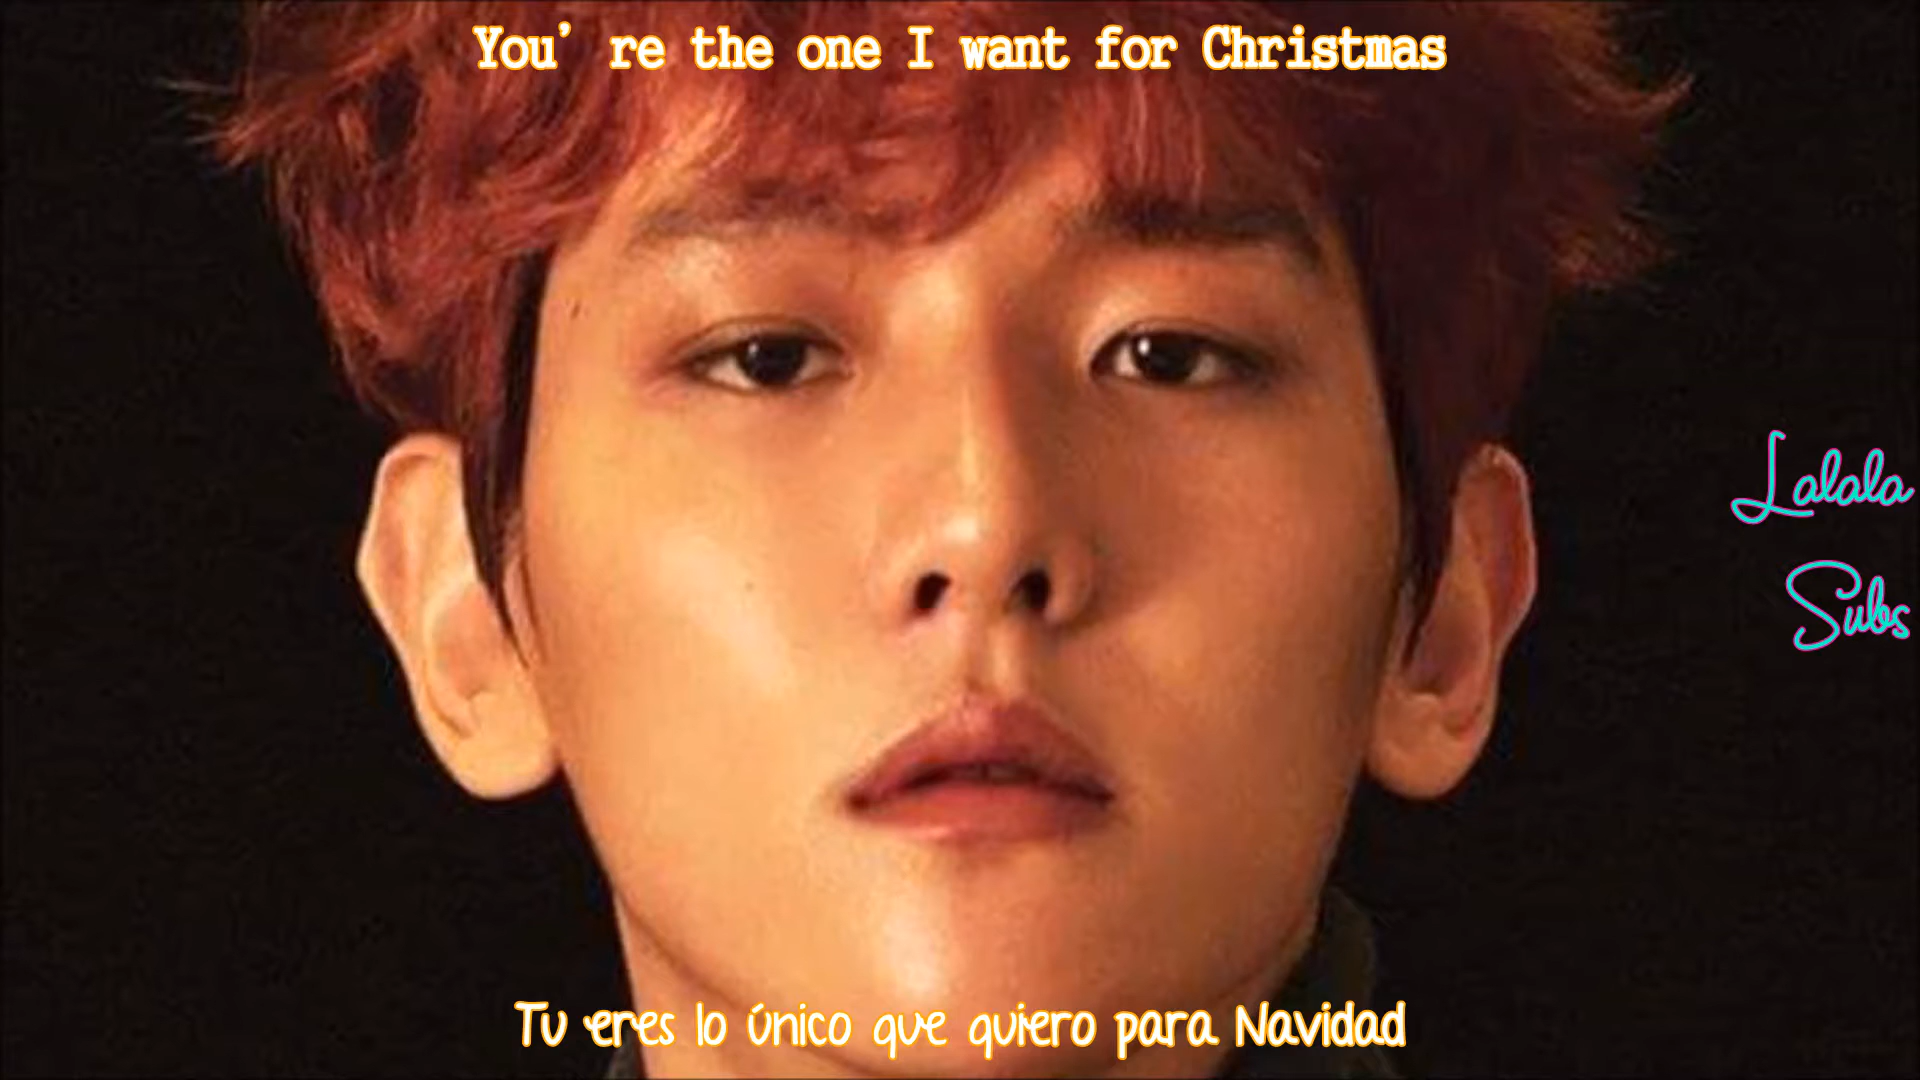 You’re the one I want for Christmas
Lalala
Subs
Tu eres lo único que quiero para Navidad